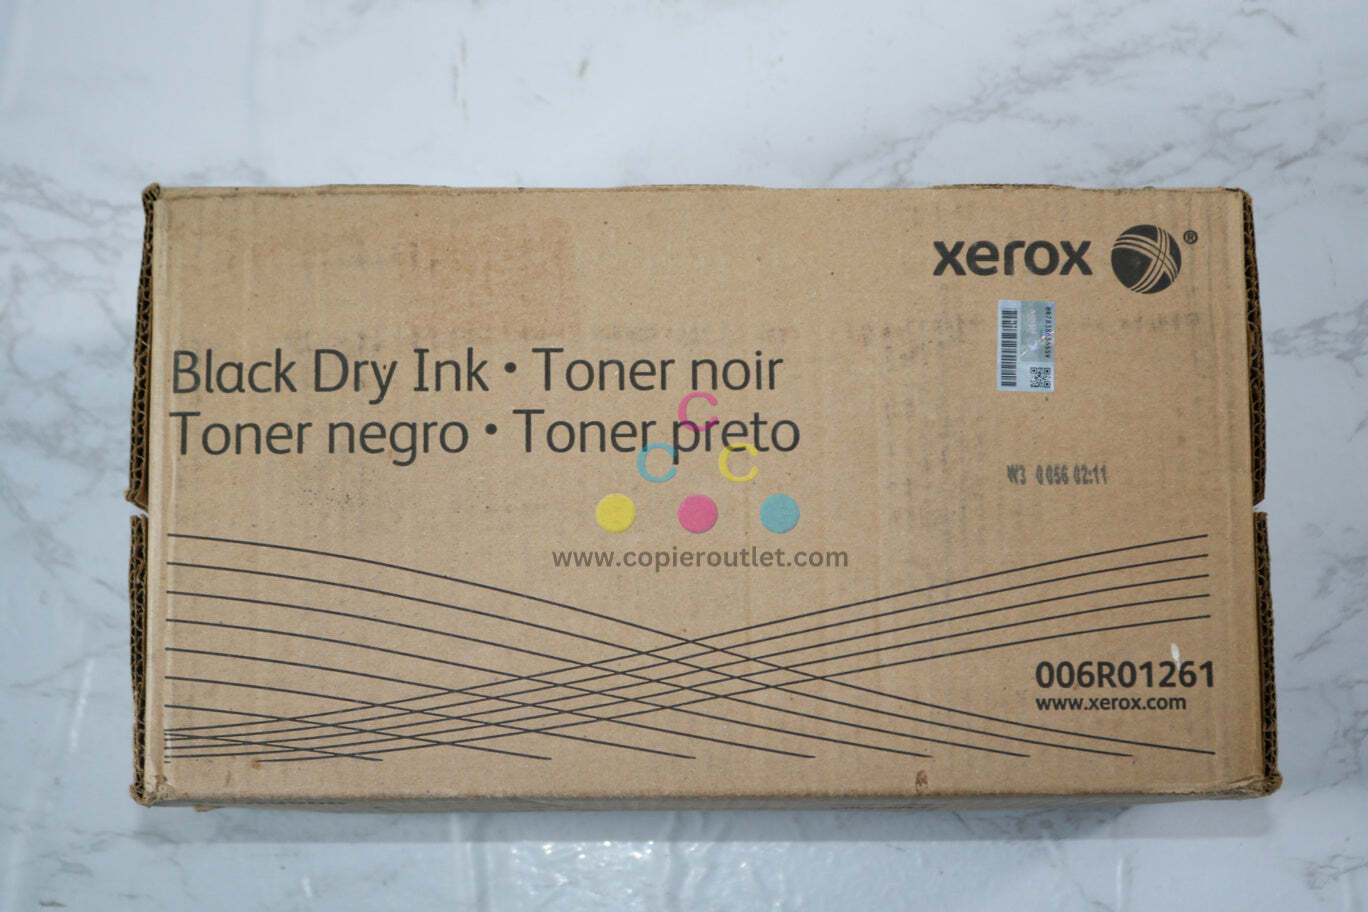 xerox ®
Black Dry Ink • Toner noir
Toner negro • Toner preto
C
C C
W3 0056 02:11
www.copieroutlet.com
006R01261
www.xerox.com